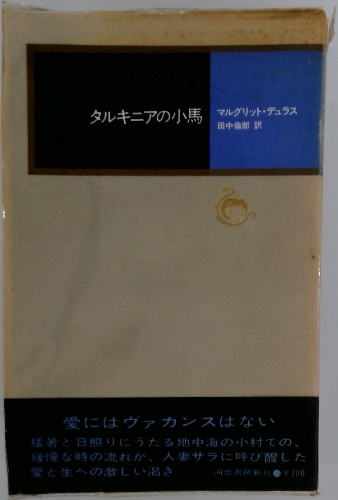 タルキニアの小馬
マルグリット・デュラス
田中倫郎 訳
愛にはヴァカンスはない
猛暑と日照りにうだる地中海の小村での、
緩慢な時の流れが、人妻サラに呼び醒した
愛と生への激しい渇き── 河出書房新社●¥780